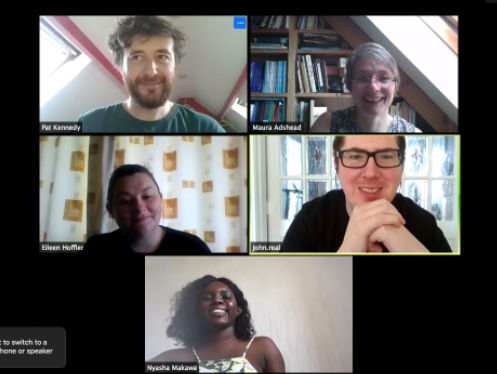 Pat Kennedy
Maura Adshead
Eileen Hoffler
john.real
Nyasha Makawa
t to switch to a
hone or speaker